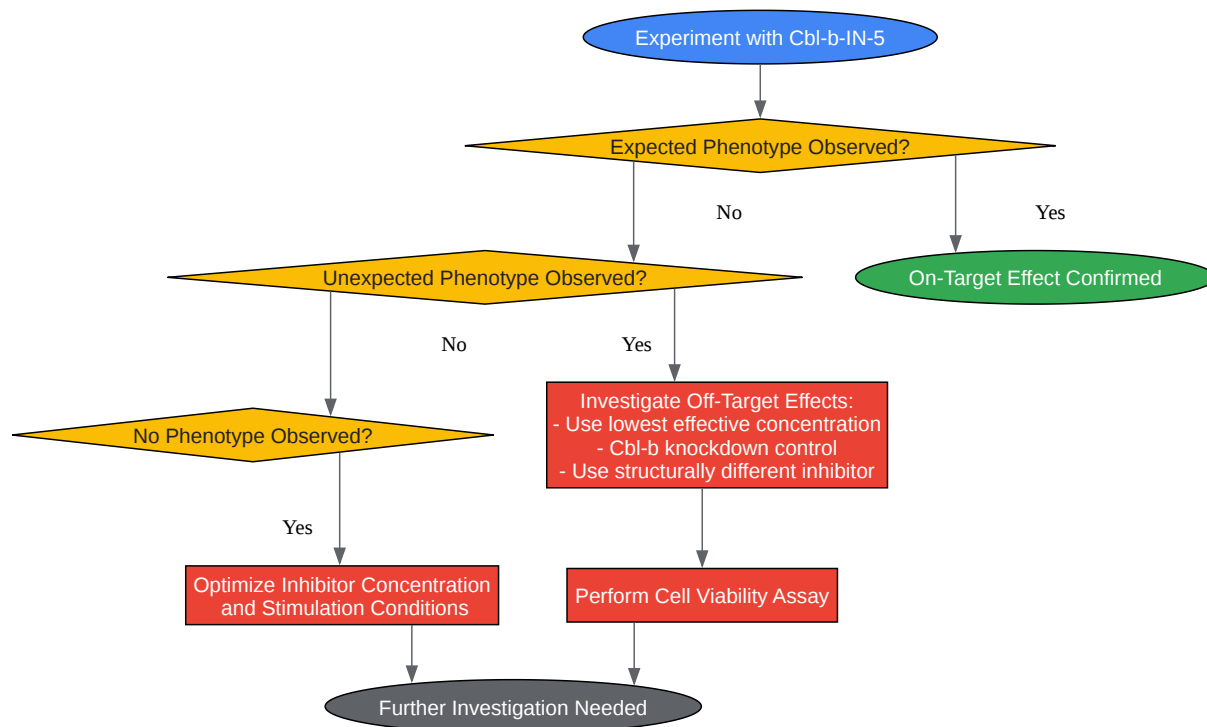 Experiment with Cbl-b-IN-5
Expected Phenotype Observed?
No
Yes
Unexpected Phenotype Observed?
On-Target Effect Confirmed
No
Yes
Investigate Off-Target Effects:
- Use lowest effective concentration
- Cbl-b knockdown control
- Use structurally different inhibitor
No Phenotype Observed?
Yes
Optimize Inhibitor Concentration
and Stimulation Conditions
Perform Cell Viability Assay
Further Investigation Needed